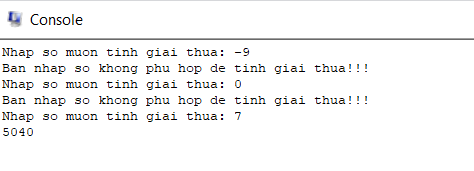 Console
Nhap so muon tinh giai thua: -9
Ban nhap so khong phu hop de tinh giai thua!!!
Nhap so muon tinh giai thua: 0
Ban nhap so khong phu hop de tinh giai thua!!!
Nhap so muon tinh giai thua: 7
5040